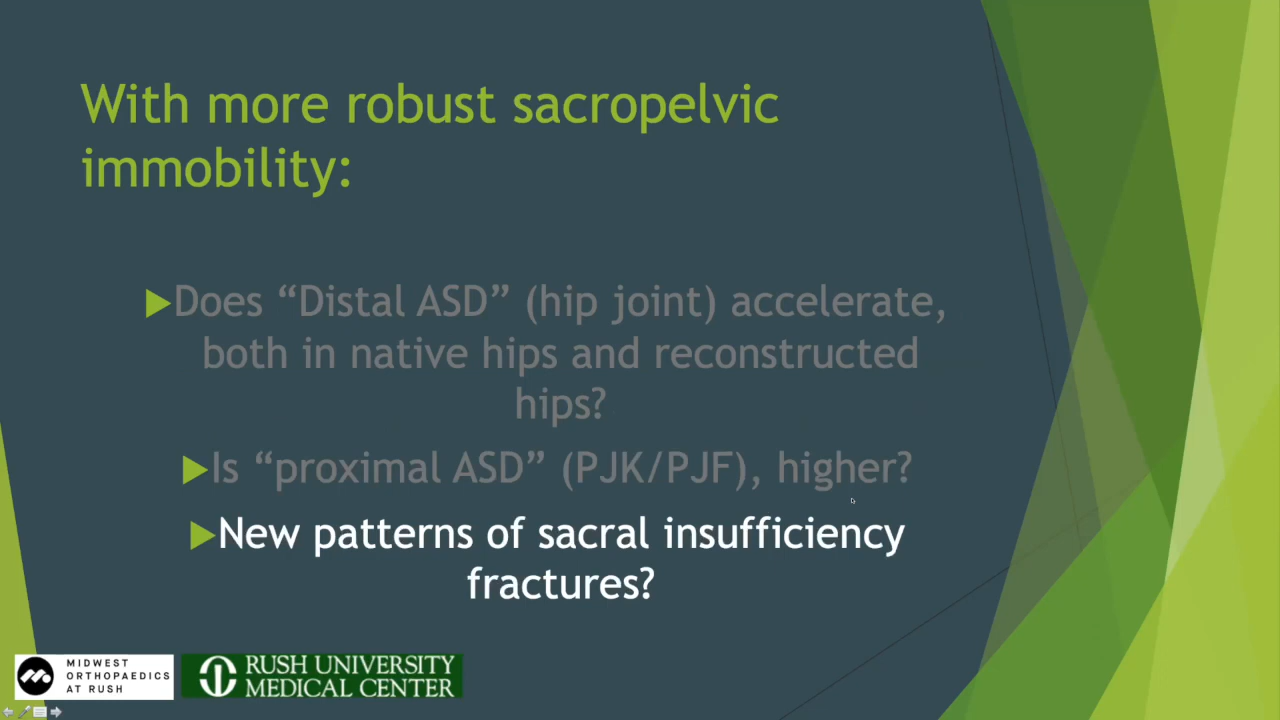 With more robust sacropelvic
immobility:
Does “Distal ASD” (hip joint) accelerate,
both in native hips and reconstructed
hips?
Is “proximal ASD” (PJK/PJF), higher?
New patterns of sacral insufficiency
fractures?
MIDWEST
ORTHOPAEDICS
AT RUSH
RUSH UNIVERSITY
MEDICAL CENTER